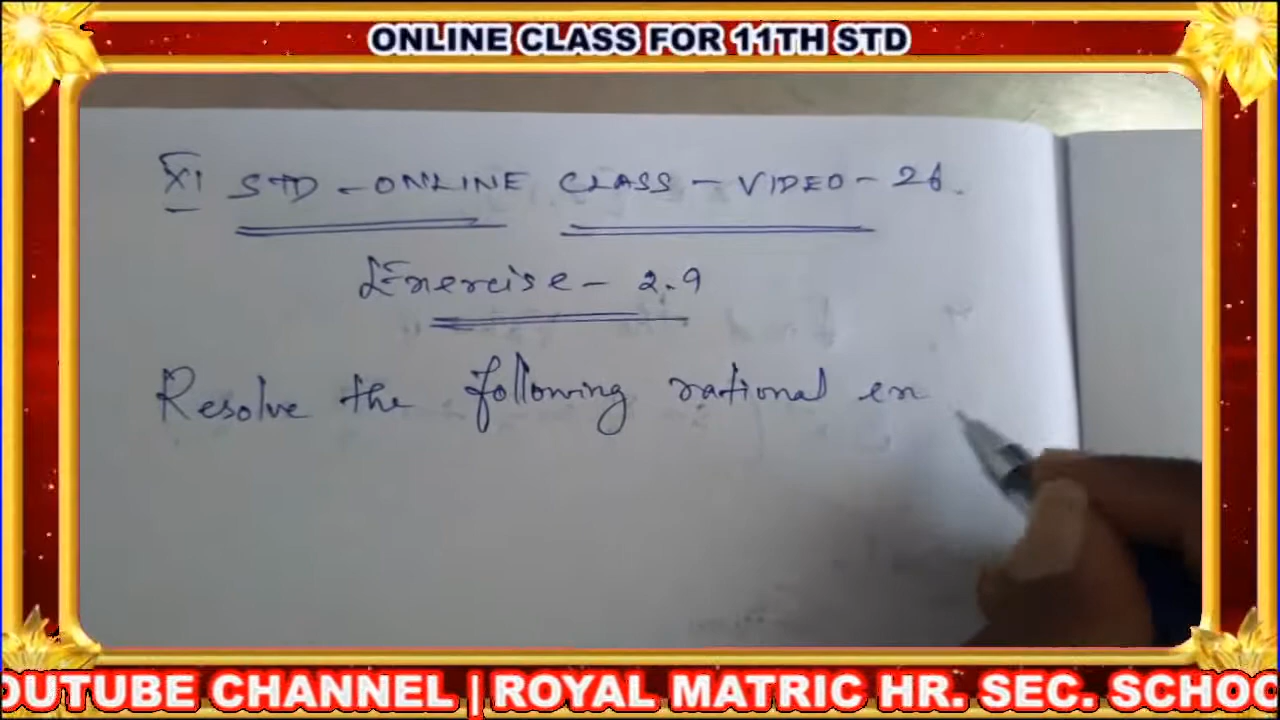 ONLINE CLASS FOR 11TH STD
XI STD - ONLINE CLASS - VIDEO - 26.
Exercise - 2.9
Resolve the following rational ex
OUTUBE CHANNEL | ROYAL MATRIC HR. SEC. SCHOO